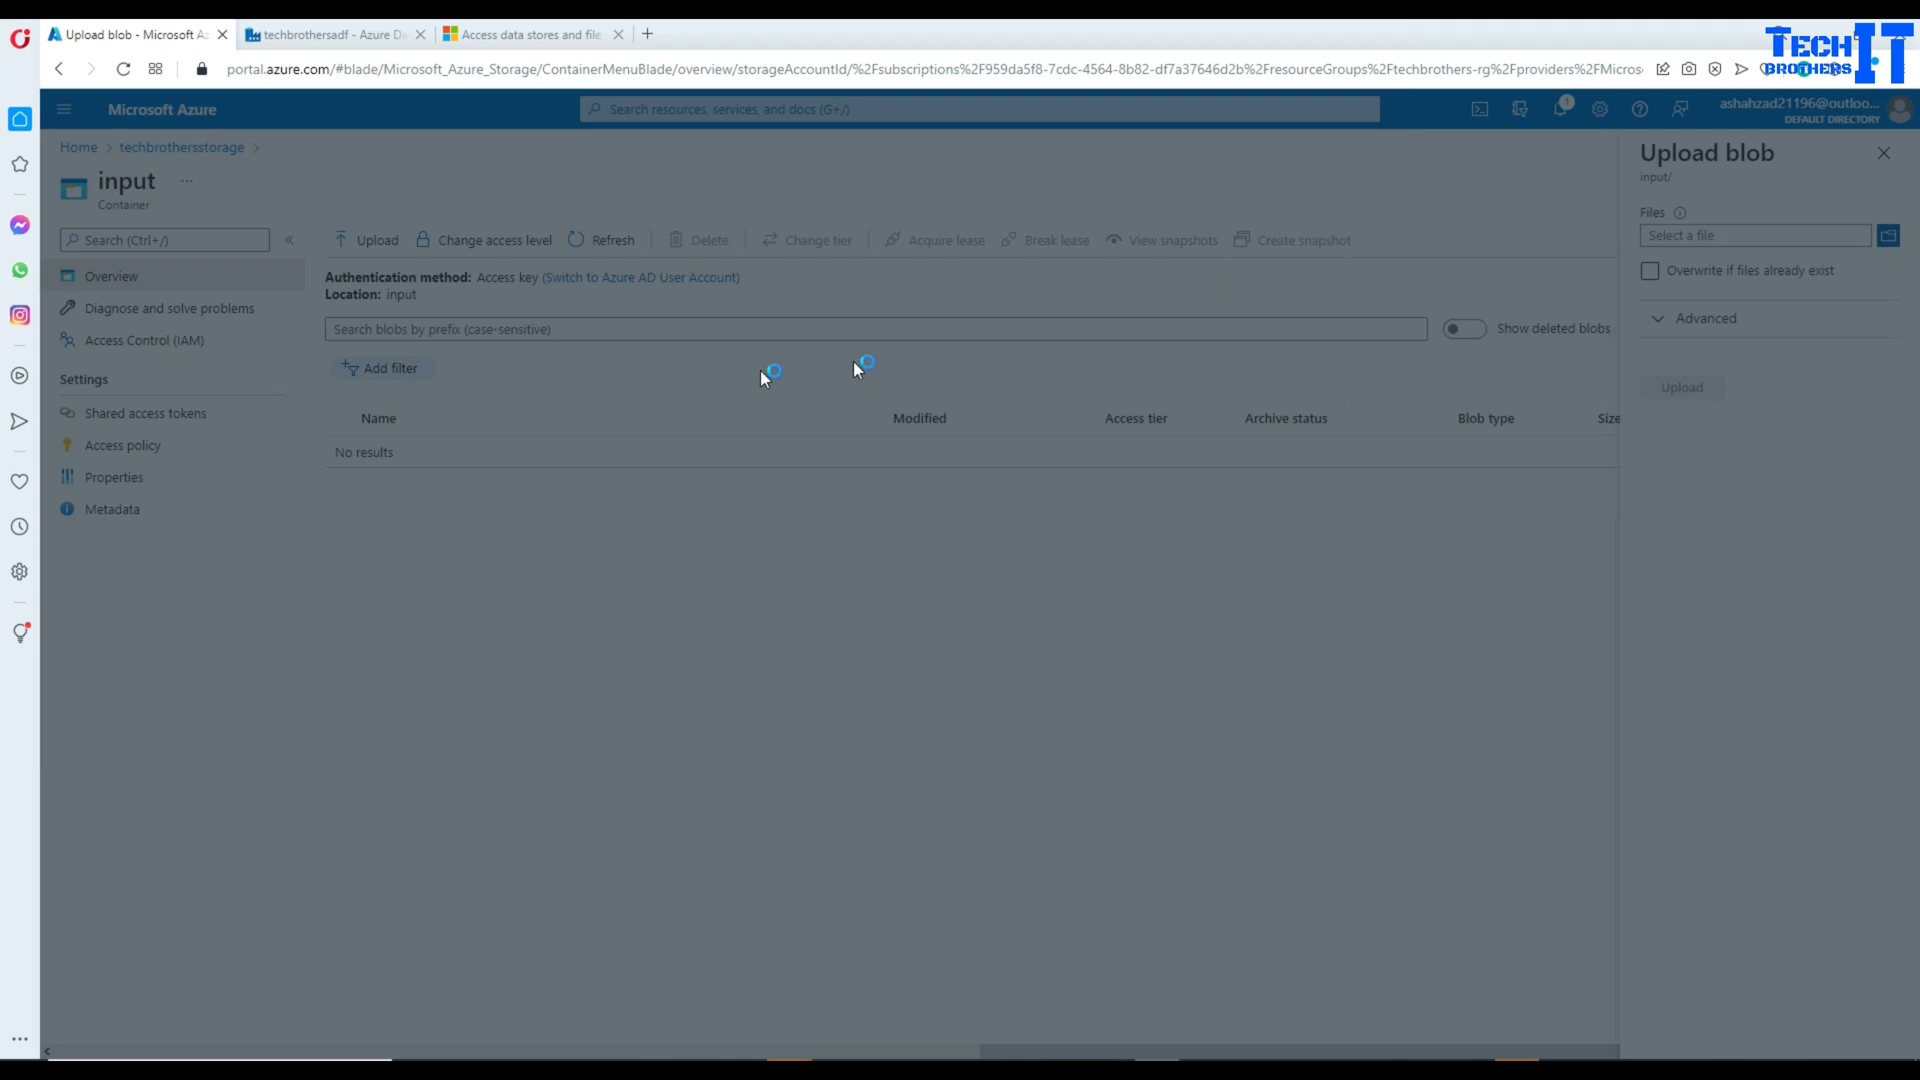 Upload blob - Microsoft Az
techbrothersadf - Azure Da
Access data stores and file
portal.azure.com/#blade/Microsoft_Azure_Storage/ContainerMenuBlade/overview/storageAccountId/%2Fsubscriptions%2F959da5f8-7cdc-4564-8b82-df7a37646d2b%2FresourceGroups%2Ftechbrothers-rg%2Fproviders%2FMicros
TECH IT
BROTHERS
Microsoft Azure
Search resources, services, and docs (G+/)
1
ashahzad21196@outloo...
DEFAULT DIRECTORY
Home > techbrothersstorage >
input ...
Container
Search (Ctrl+/)
«
Overview
Diagnose and solve problems
Access Control (IAM)
Settings
Shared access tokens
Access policy
Properties
Metadata
Upload
Change access level
Refresh
Delete
Change tier
Acquire lease
Break lease
View snapshots
Create snapshot
Authentication method: Access key (Switch to Azure AD User Account)
Location: input
Search blobs by prefix (case-sensitive)
Show deleted blobs
Add filter
Name Modified Access tier Archive status Blob type Size
No results
Upload blob
input/
Files
Select a file
Overwrite if files already exist
Advanced
Upload